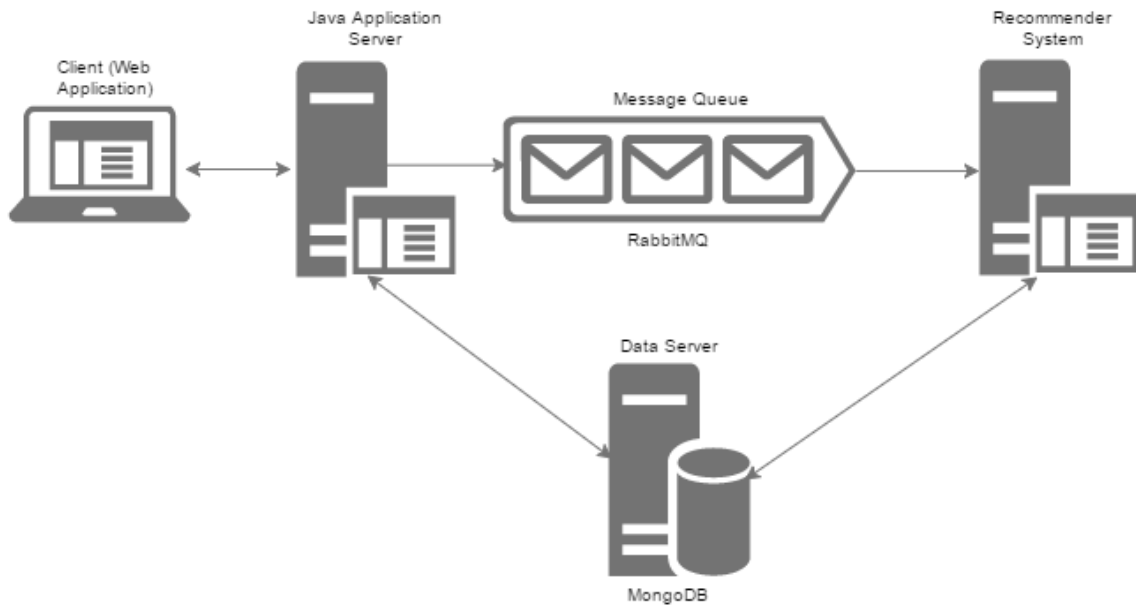 Java Application
Server
Recommender
System
Client (Web
Application)
Message Queue
RabbitMQ
Data Server
MongoDB